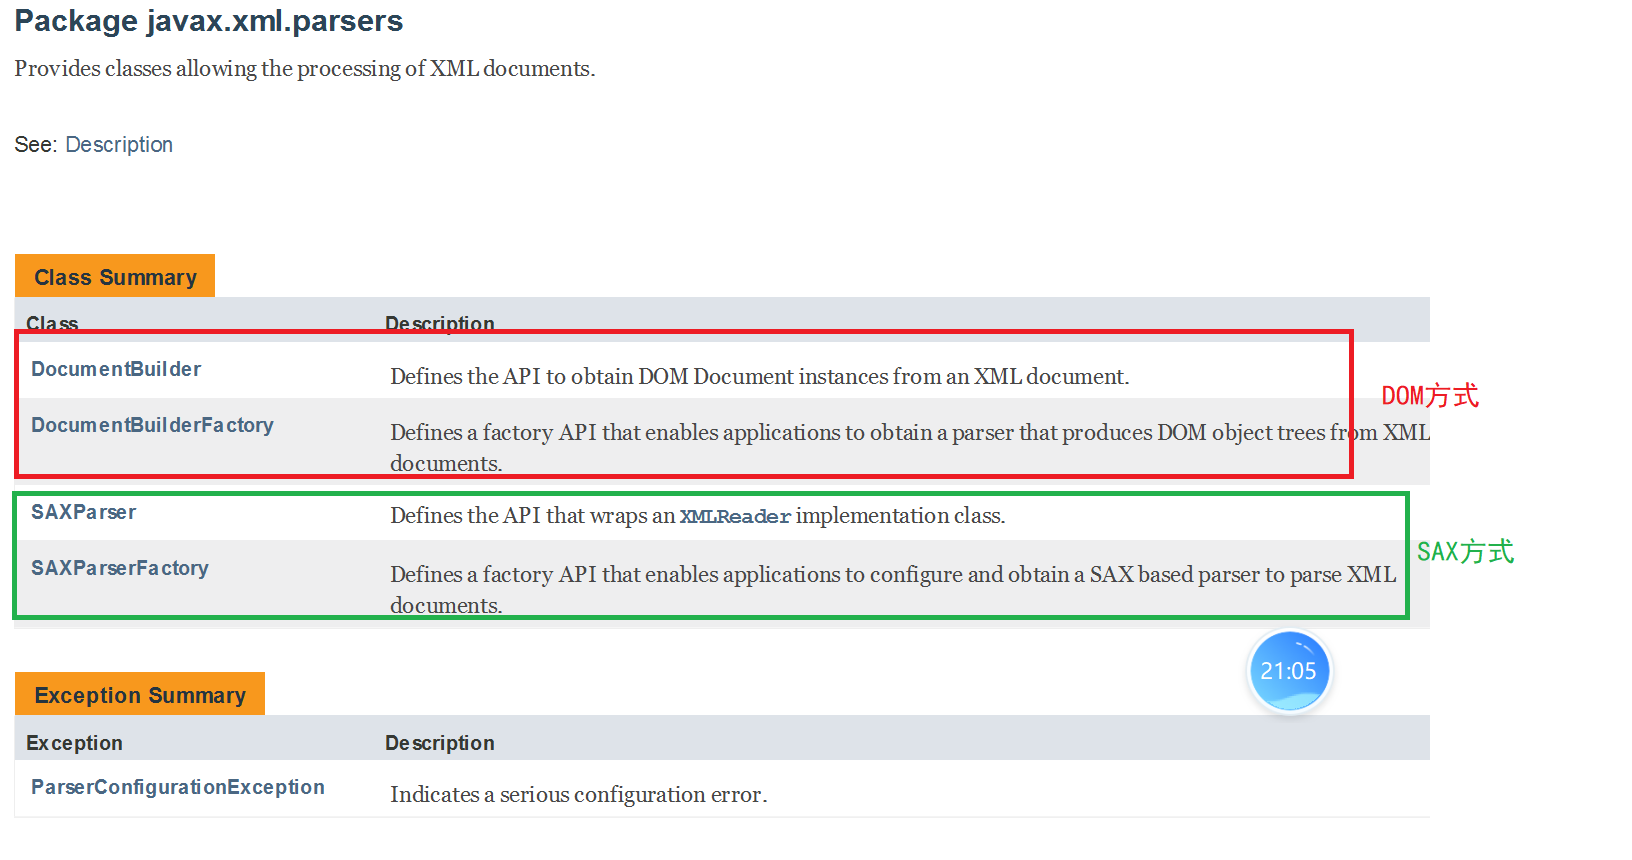 Package javax.xml.parsers
Provides classes allowing the processing of XML documents.
See: Description
Class Summary
Class Description
DocumentBuilder Defines the API to obtain DOM Document instances from an XML document.
DOM方式
DocumentBuilderFactory Defines a factory API that enables applications to obtain a parser that produces DOM object trees from XML
documents.
SAXParser Defines the API that wraps an XMLReader implementation class.
SAX方式
SAXParserFactory Defines a factory API that enables applications to configure and obtain a SAX based parser to parse XML
documents.
21:05
Exception Summary
Exception Description
ParserConfigurationException Indicates a serious configuration error.